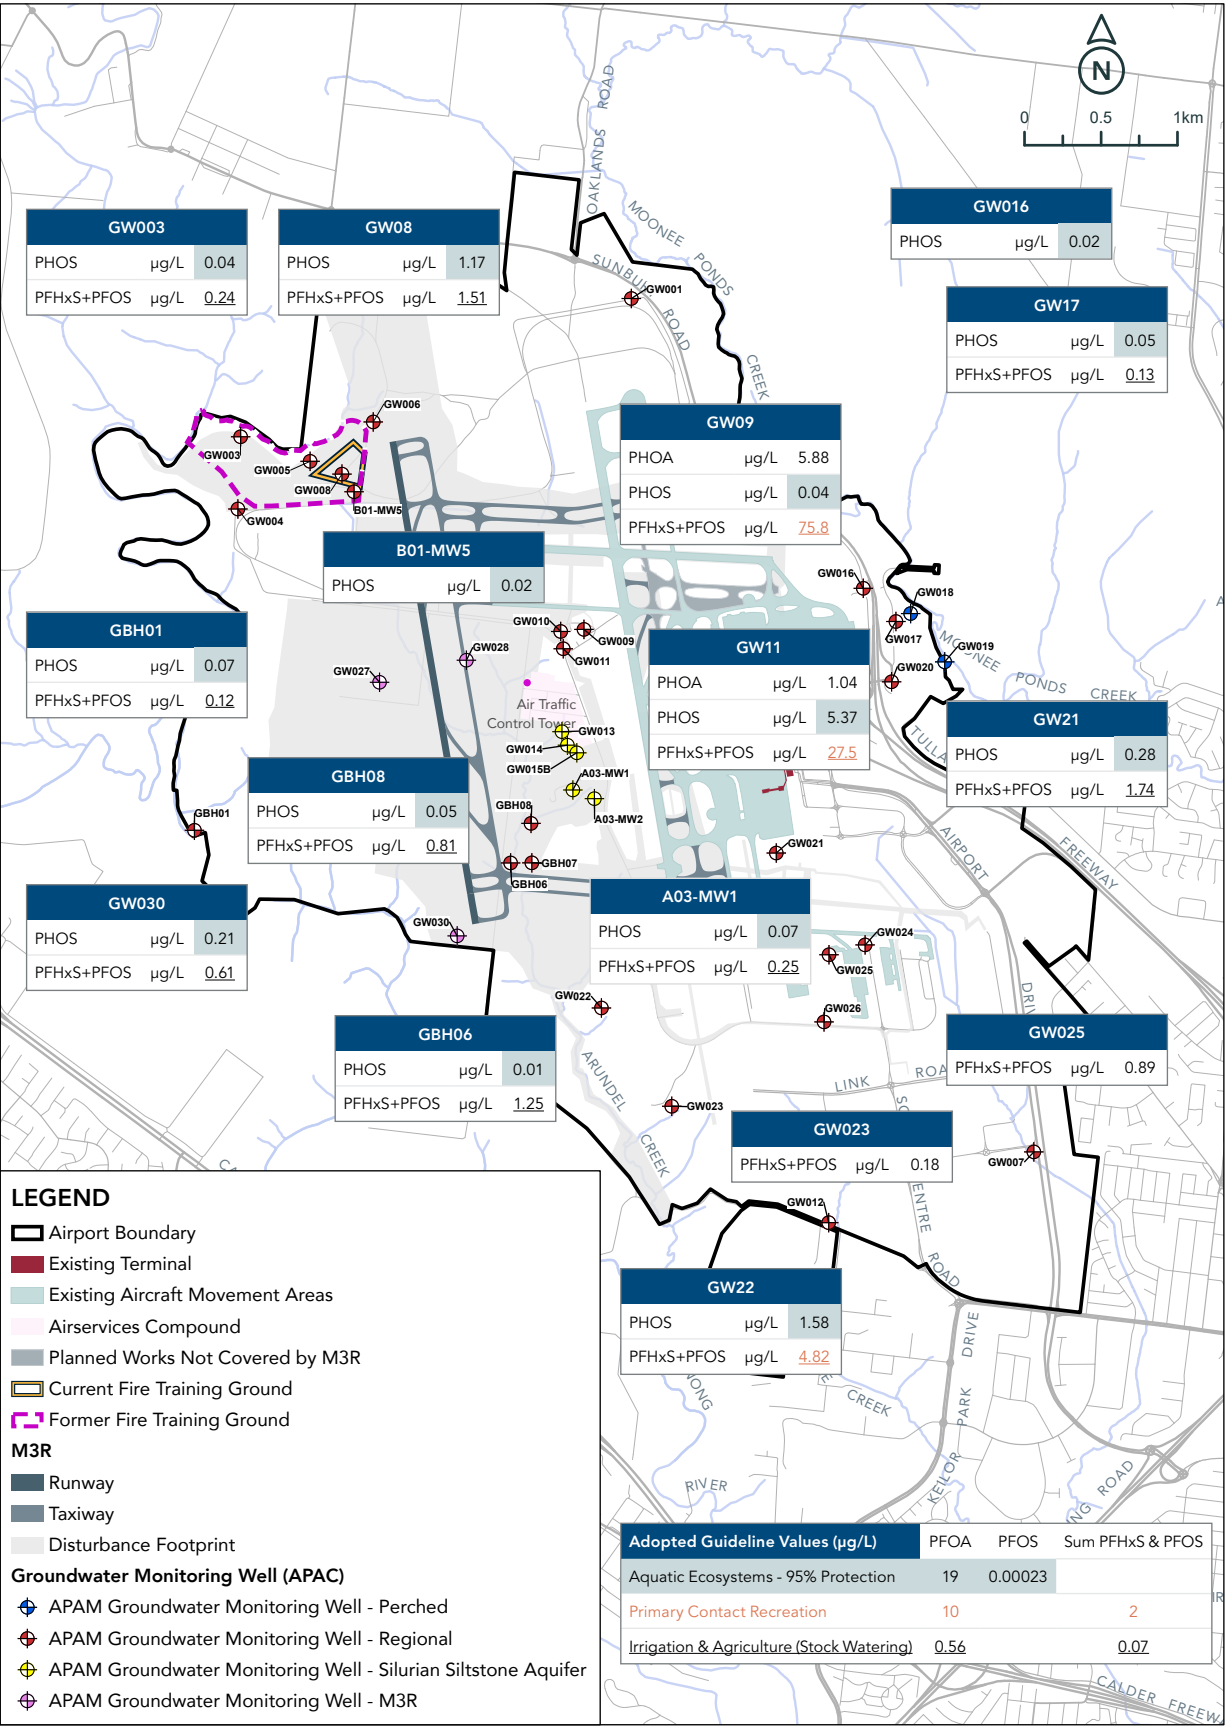 N
0 0.5 1km
OAKLANDS ROAD
MOONEE PONDS CREEK
SUNBURY ROAD
GW003
PHOS µg/L 0.04
PFHxS+PFOS µg/L 0.24
GW08
PHOS µg/L 1.17
PFHxS+PFOS µg/L 1.51
GW016
PHOS µg/L 0.02
GW17
PHOS µg/L 0.05
PFHxS+PFOS µg/L 0.13
GW001
GW006
GW003
GW005
GW008
B01-MW5
GW004
GW09
PHOA µg/L 5.88
PHOS µg/L 0.04
PFHxS+PFOS µg/L 75.8
B01-MW5
PHOS µg/L 0.02
GW016
GW018
GW017
GW019
GW020
MOONEE PONDS CREEK
GBH01
PHOS µg/L 0.07
PFHxS+PFOS µg/L 0.12
GW010
GW009
GW011
GW028
GW027
Air Traffic
Control Tower
GW11
PHOA µg/L 1.04
PHOS µg/L 5.37
PFHxS+PFOS µg/L 27.5
GW21
PHOS µg/L 0.28
PFHxS+PFOS µg/L 1.74
TULLA
GW013
GW014
GW015B
A03-MW1
A03-MW2
GBH08
PHOS µg/L 0.05
PFHxS+PFOS µg/L 0.81
GBH08
GBH01
GBH07
GBH06
GW021
AIRPORT
FREEWAY
GW030
PHOS µg/L 0.21
PFHxS+PFOS µg/L 0.61
GW030
A03-MW1
PHOS µg/L 0.07
PFHxS+PFOS µg/L 0.25
GW024
GW025
GW022
GW026
DRIV
GBH06
PHOS µg/L 0.01
PFHxS+PFOS µg/L 1.25
GW025
PFHxS+PFOS µg/L 0.89
ARUNDEL CREEK
LINK ROA
GW023
GW023
PFHxS+PFOS µg/L 0.18
GW007
GW012
ENTRE ROAD
GW22
PHOS µg/L 1.58
PFHxS+PFOS µg/L 4.82
CREEK
RIVER
KEILOR PARK DRIVE
ROAD
CALDER FREEWA
LEGEND
Airport Boundary
Existing Terminal
Existing Aircraft Movement Areas
Airservices Compound
Planned Works Not Covered by M3R
Current Fire Training Ground
Former Fire Training Ground
M3R
Runway
Taxiway
Disturbance Footprint
Groundwater Monitoring Well (APAC)
APAM Groundwater Monitoring Well - Perched
APAM Groundwater Monitoring Well - Regional
APAM Groundwater Monitoring Well - Silurian Siltstone Aquifer
APAM Groundwater Monitoring Well - M3R
Adopted Guideline Values (µg/L) PFOA PFOS Sum PFHxS & PFOS
Aquatic Ecosystems - 95% Protection 19 0.00023
Primary Contact Recreation 10 2
Irrigation & Agriculture (Stock Watering) 0.56 0.07